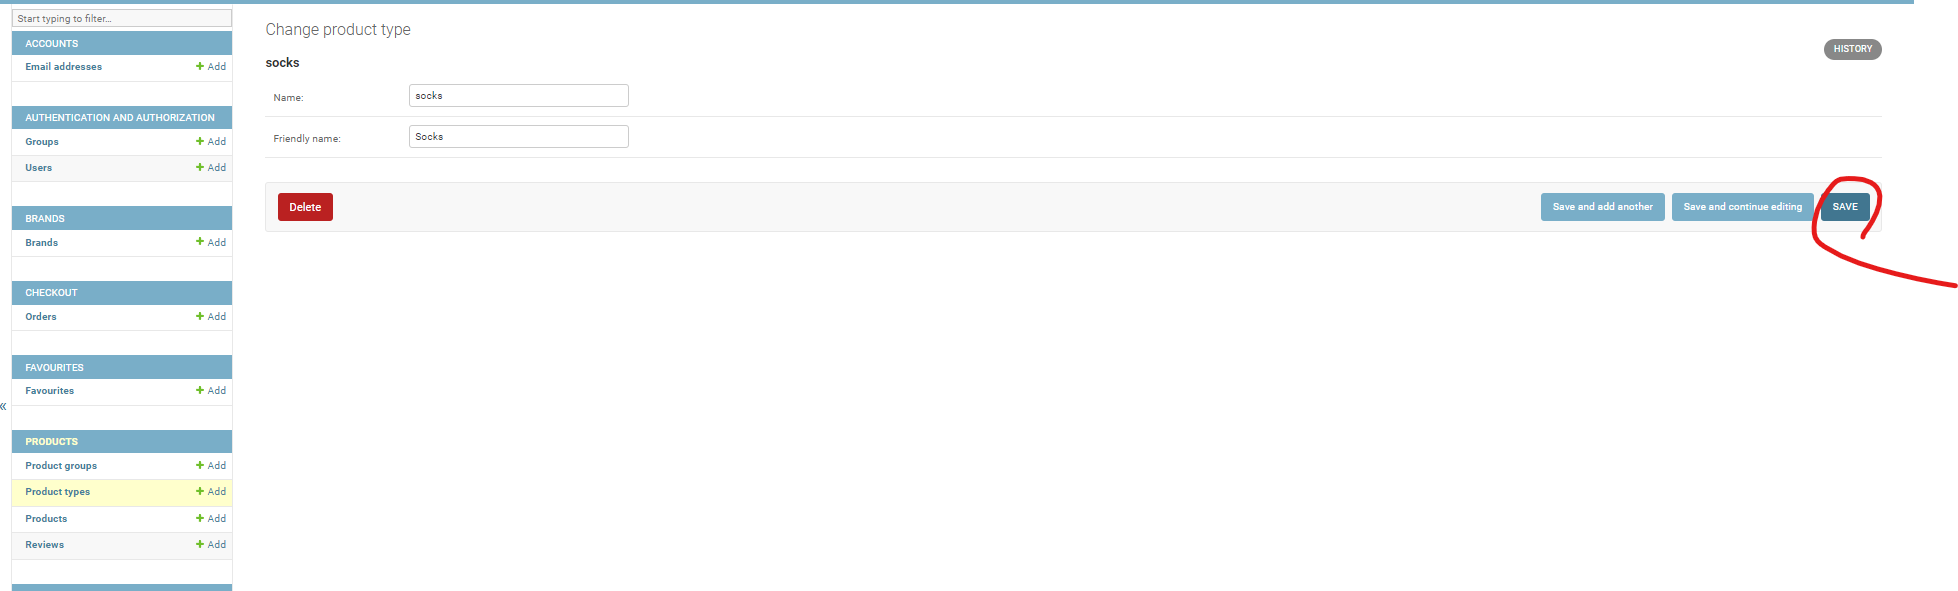 Start typing to filter...
ACCOUNTS
Email addresses + Add
AUTHENTICATION AND AUTHORIZATION
Groups + Add
Users + Add
BRANDS
Brands + Add
CHECKOUT
Orders + Add
FAVOURITES
Favourites + Add
«
PRODUCTS
Product groups + Add
Product types + Add
Products + Add
Reviews + Add
Change product type
HISTORY
socks
Name: socks
Friendly name: Socks
Delete Save and add another Save and continue editing SAVE